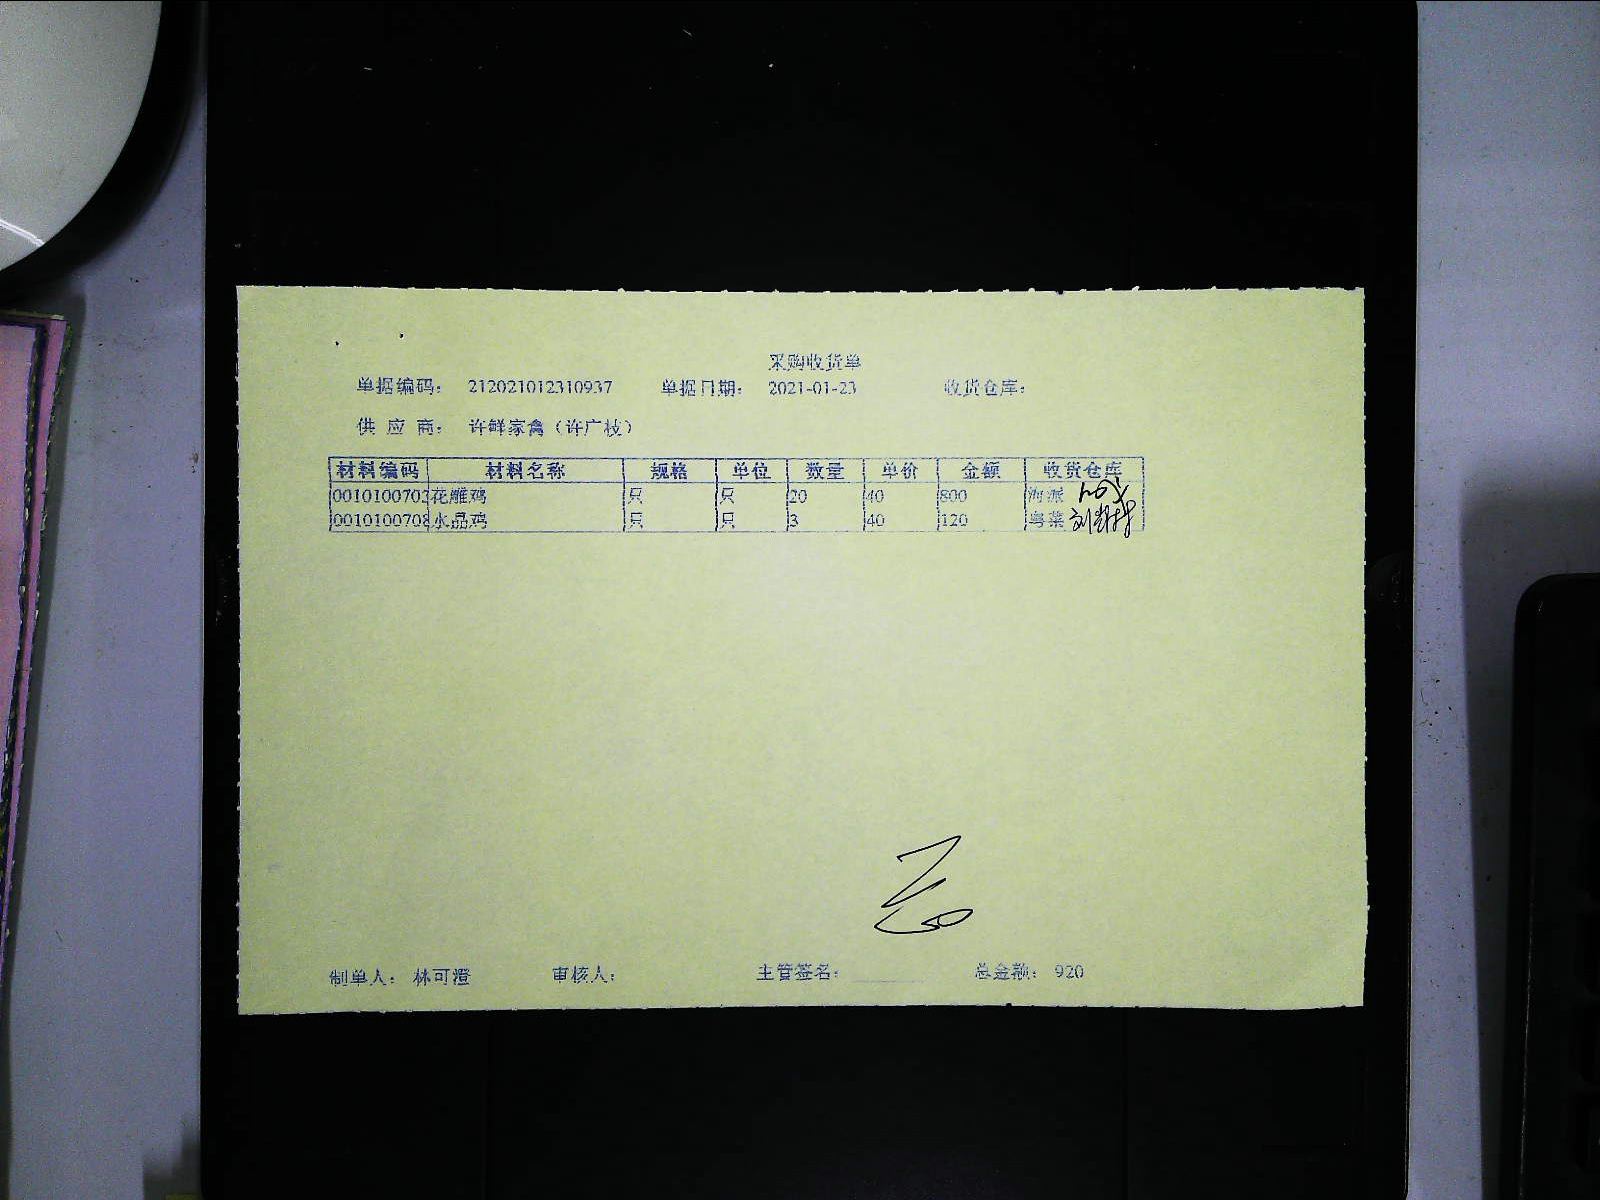 采购收货单
单据编码： 212021012310937 单据日期： 2021-01-23 收货仓库：
供 应 商： 许鲜家禽（许广枝）
材料编码 材料名称 规格 单位 数量 单价 金额 收货仓库
0010100703 花雕鸡 只 只 20 40 800 海派
0010100708 水晶鸡 只 只 3 40 120 粤菜
制单人： 林可澄 审核人： 主管签名： 总金额： 920